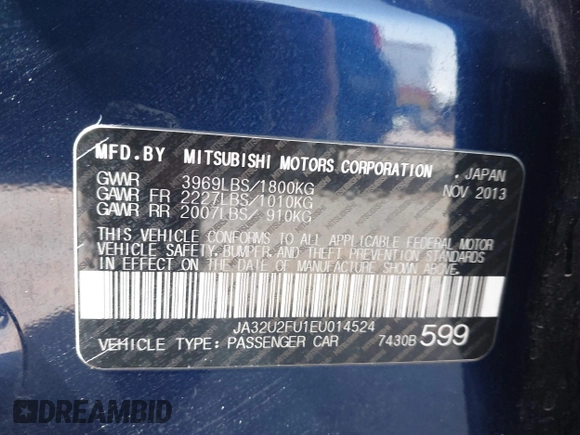 MFD.BY MITSUBISHI MOTORS CORPORATION , JAPAN
GVWR 3969LBS/1800KG NOV 2013
GAWR FR 2227LBS/1010KG
GAWR RR 2007LBS/ 910KG
THIS VEHICLE CONFORMS TO ALL APPLICABLE FEDERAL MOTOR
VEHICLE SAFETY, BUMPER, AND THEFT PREVENTION STANDARDS
IN EFFECT ON THE DATE OF MANUFACTURE SHOWN ABOVE.
JA32U2FU1EU014524
VEHICLE TYPE: PASSENGER CAR 7430B 599
DREAMBID